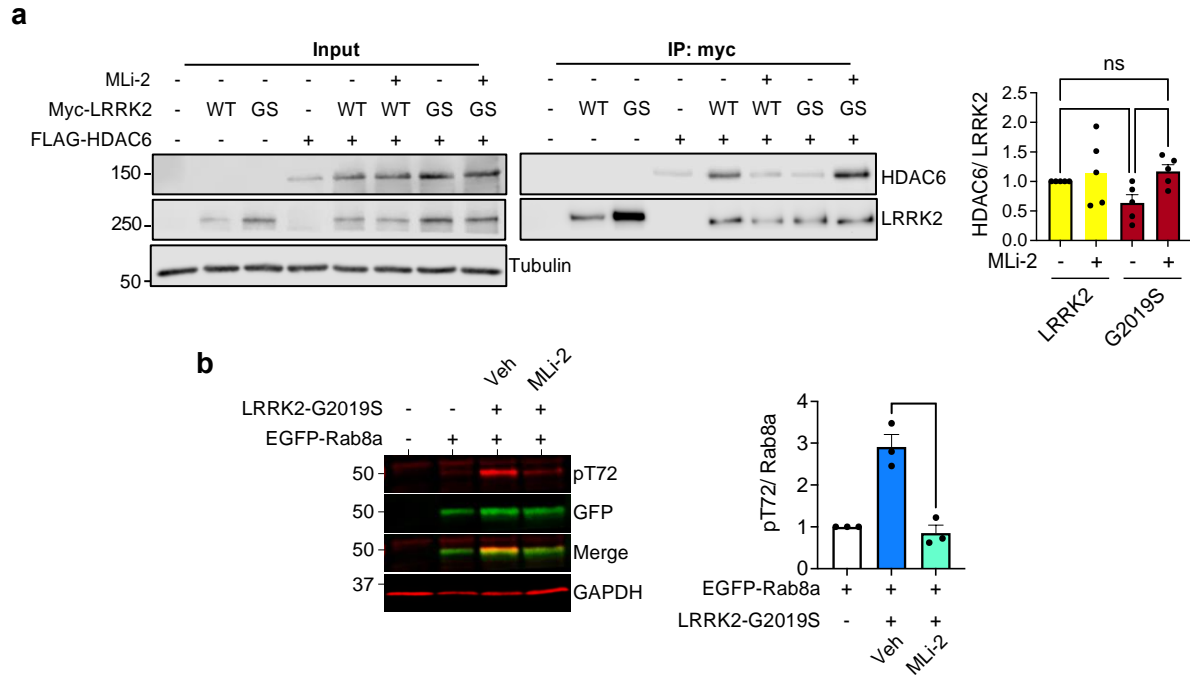 a
Input
IP: myc
MLi-2 - - - - - + - +
- - - - - + - +
Myc-LRRK2 - WT GS - WT WT GS GS
- WT GS - WT WT GS GS
FLAG-HDAC6 - - - + + + + +
- - - + + + + +
150
HDAC6
250
LRRK2
50
Tubulin
ns
HDAC6/ LRRK2
2.5
2.0
1.5
1.0
0.5
0.0
MLi-2 - + - +
LRRK2 G2019S
b
Veh MLi-2
LRRK2-G2019S - - + +
EGFP-Rab8a - + + +
50 pT72
50 GFP
50 Merge
37 GAPDH
pT72/ Rab8a
4
3
2
1
0
EGFP-Rab8a + + +
LRRK2-G2019S - + +
Veh MLi-2